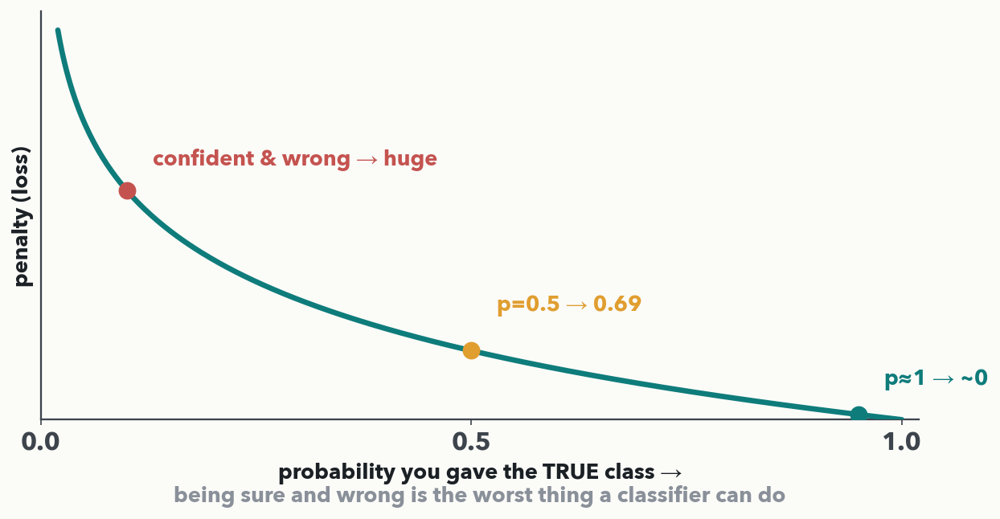 confident & wrong → huge
penalty (loss)
p=0.5 → 0.69
p≈1 → ~0
0.0
0.5
1.0
probability you gave the TRUE class →
being sure and wrong is the worst thing a classifier can do